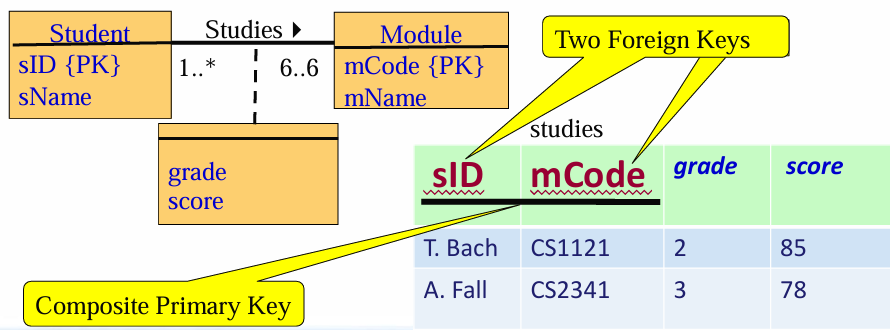 Student
sID {PK}
sName
Studies
1..*
6..6
Module
mCode {PK}
mName
grade
score
Two Foreign Keys
studies
sID mCode grade score
T. Bach CS1121 2 85
A. Fall CS2341 3 78
Composite Primary Key